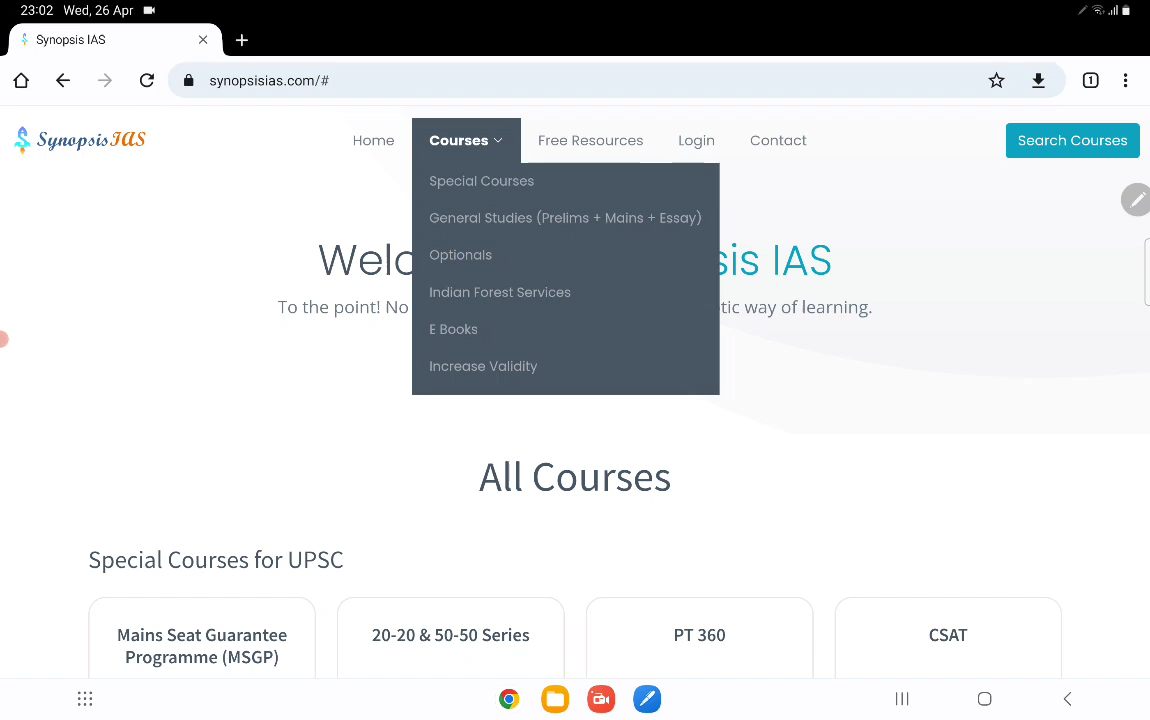 23:02 Wed, 26 Apr
Synopsis IAS
synopsisias.com/#
1
SynopsisIAS
Home
Courses
Free Resources
Login
Contact
Search Courses
Special Courses
General Studies (Prelims + Mains + Essay)
Optionals
Indian Forest Services
E Books
Increase Validity
Welc sis IAS
To the point! No tic way of learning.
All Courses
Special Courses for UPSC
Mains Seat Guarantee
Programme (MSGP)
20-20 & 50-50 Series
PT 360
CSAT